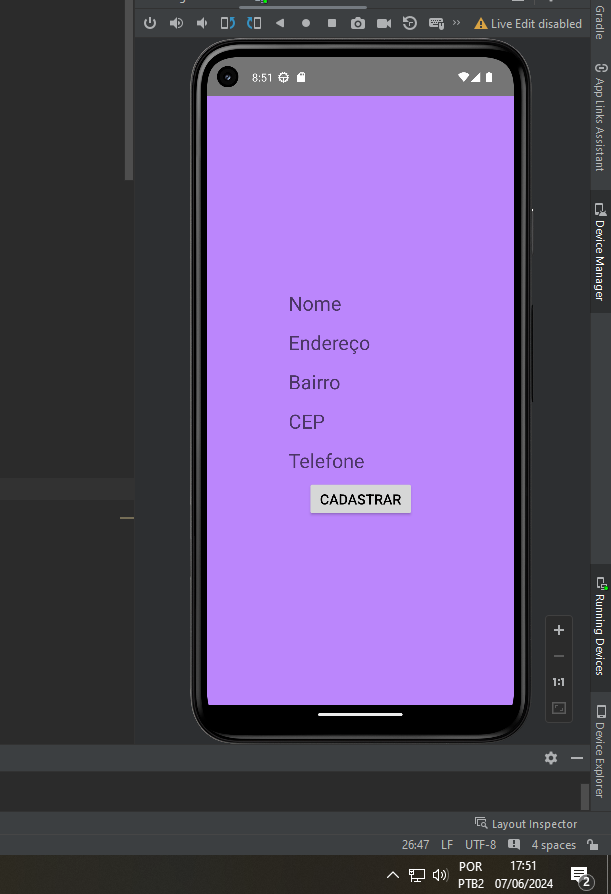 Live Edit disabled
8:51
Nome
Endereço
Bairro
CEP
Telefone
CADASTRAR
1:1
Gradle
App Links Assistant
Device Manager
Running Devices
Device Explorer
Layout Inspector
26:47 LF UTF-8 4 spaces
POR 17:51
PTB2 07/06/2024 2